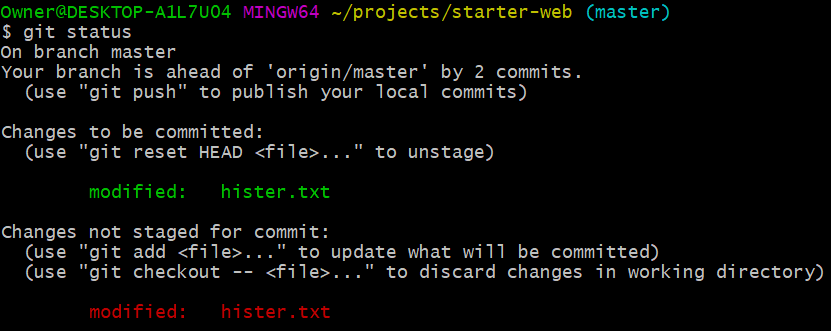 Owner@DESKTOP-A1L7UO4 MINGW64 ~/projects/starter-web (master)
$ git status
On branch master
Your branch is ahead of 'origin/master' by 2 commits.
  (use "git push" to publish your local commits)

Changes to be committed:
  (use "git reset HEAD <file>..." to unstage)

        modified:   hister.txt

Changes not staged for commit:
  (use "git add <file>..." to update what will be committed)
  (use "git checkout -- <file>..." to discard changes in working directory)

        modified:   hister.txt